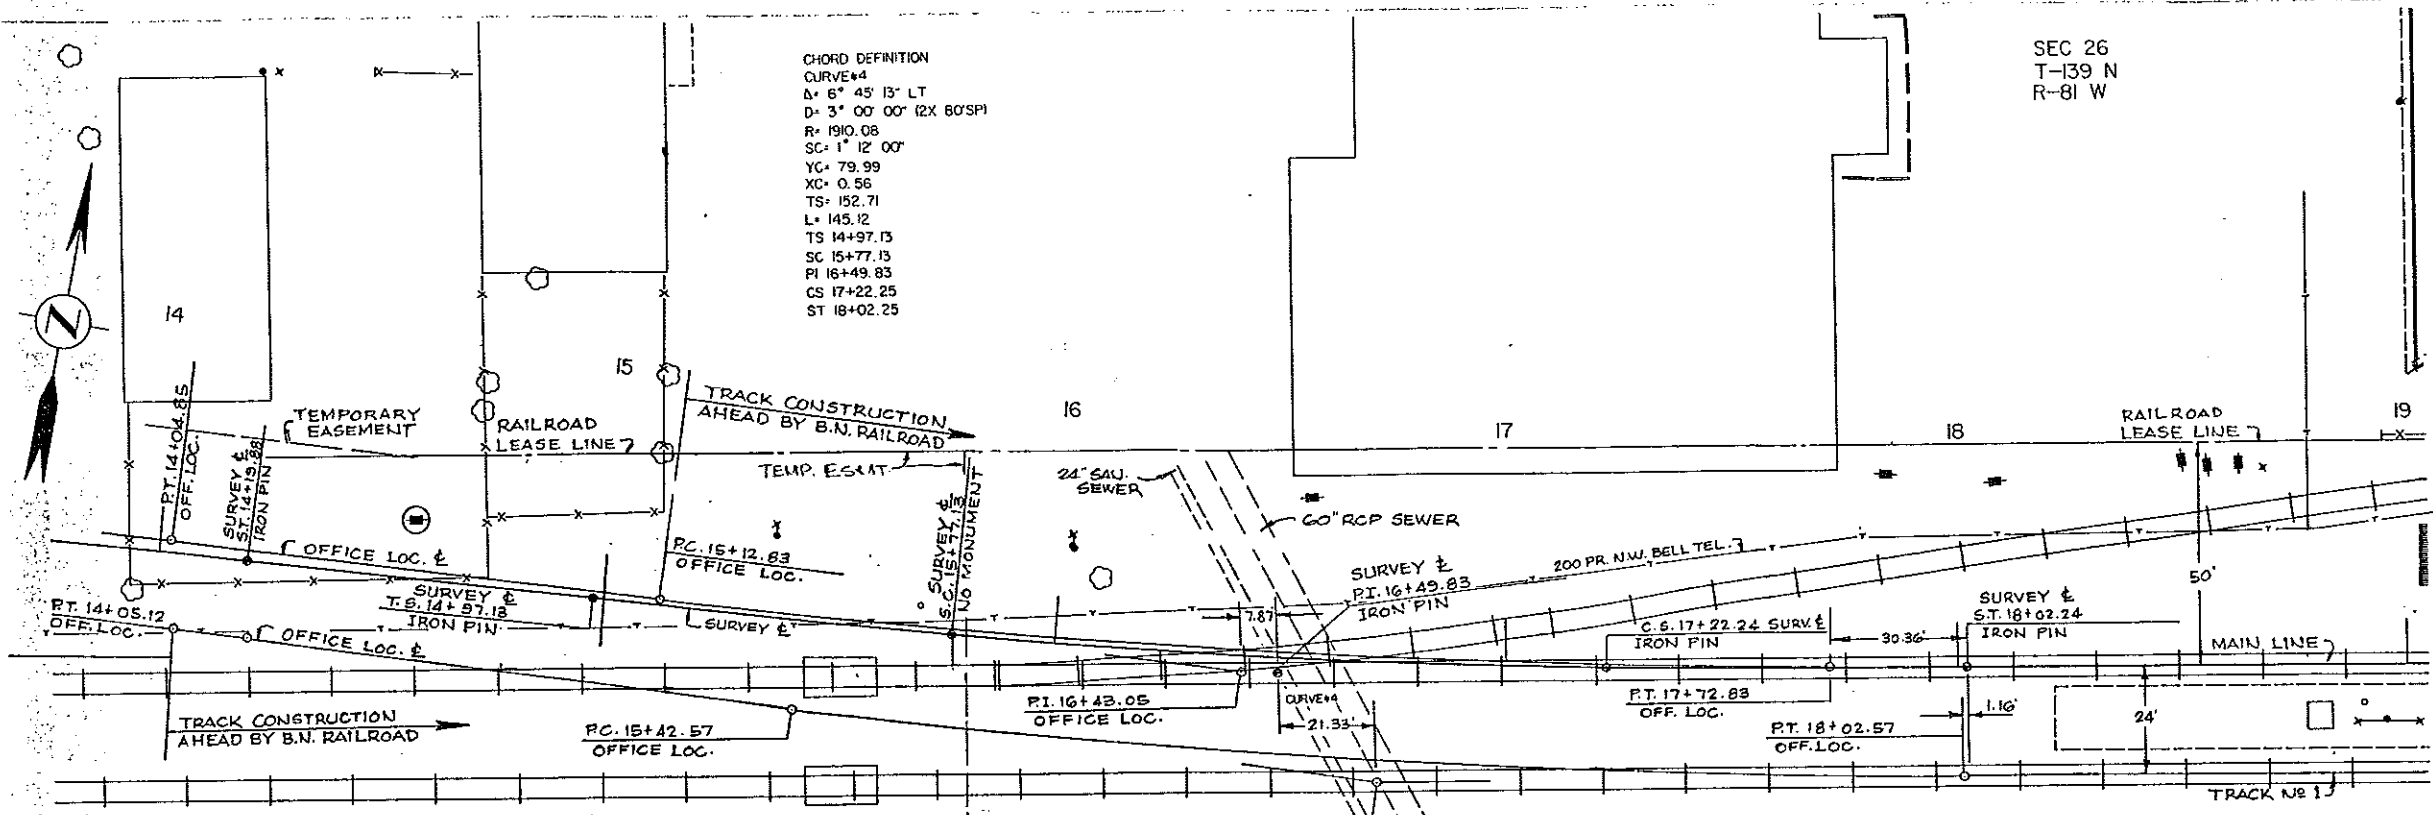 CHORD DEFINITION
CURVE#4
Δ= 6° 45' 13" LT
D= 3° 00' 00" (2X 80'SP)
R= 1910.08
SC= 1° 12' 00"
YC= 79.99
XC= 0.56
TS= 152.71
L= 145.12
TS 14+97.13
SC 15+77.13
PI 16+49.83
CS 17+22.25
ST 18+02.25
SEC 26
T-139 N
R-81 W
N
14
15
16
17
18
19
P.T. 14+04.85
OFF. LOC.
SURVEY ℄
S.T. 14+19.88
IRON PIN
TEMPORARY
EASEMENT
RAILROAD
LEASE LINE
TRACK CONSTRUCTION
AHEAD BY B.N. RAILROAD
TEMP. ESMT.
24" SAN.
SEWER
60" RCP SEWER
RAILROAD
LEASE LINE
OFFICE LOC. ℄
P.C. 15+12.83
OFFICE LOC.
SURVEY ℄
S.C. 15+77.13
NO MONUMENT
SURVEY ℄
P.I. 16+49.83
IRON PIN
200 PR. N.W. BELL TEL.
50'
P.T. 14+05.12
OFF. LOC.
SURVEY ℄
T.S. 14+97.13
IRON PIN
SURVEY ℄
OFFICE LOC. ℄
7.87'
C.S. 17+22.24 SURV. ℄
IRON PIN
30.36'
SURVEY ℄
S.T. 18+02.24
IRON PIN
MAIN LINE
TRACK CONSTRUCTION
AHEAD BY B.N. RAILROAD
P.C. 15+42.57
OFFICE LOC.
P.I. 16+43.05
OFFICE LOC.
CURVE#4
21.33'
P.T. 17+72.83
OFF. LOC.
P.T. 18+02.57
OFF. LOC.
1.16'
24'
TRACK Nº 1